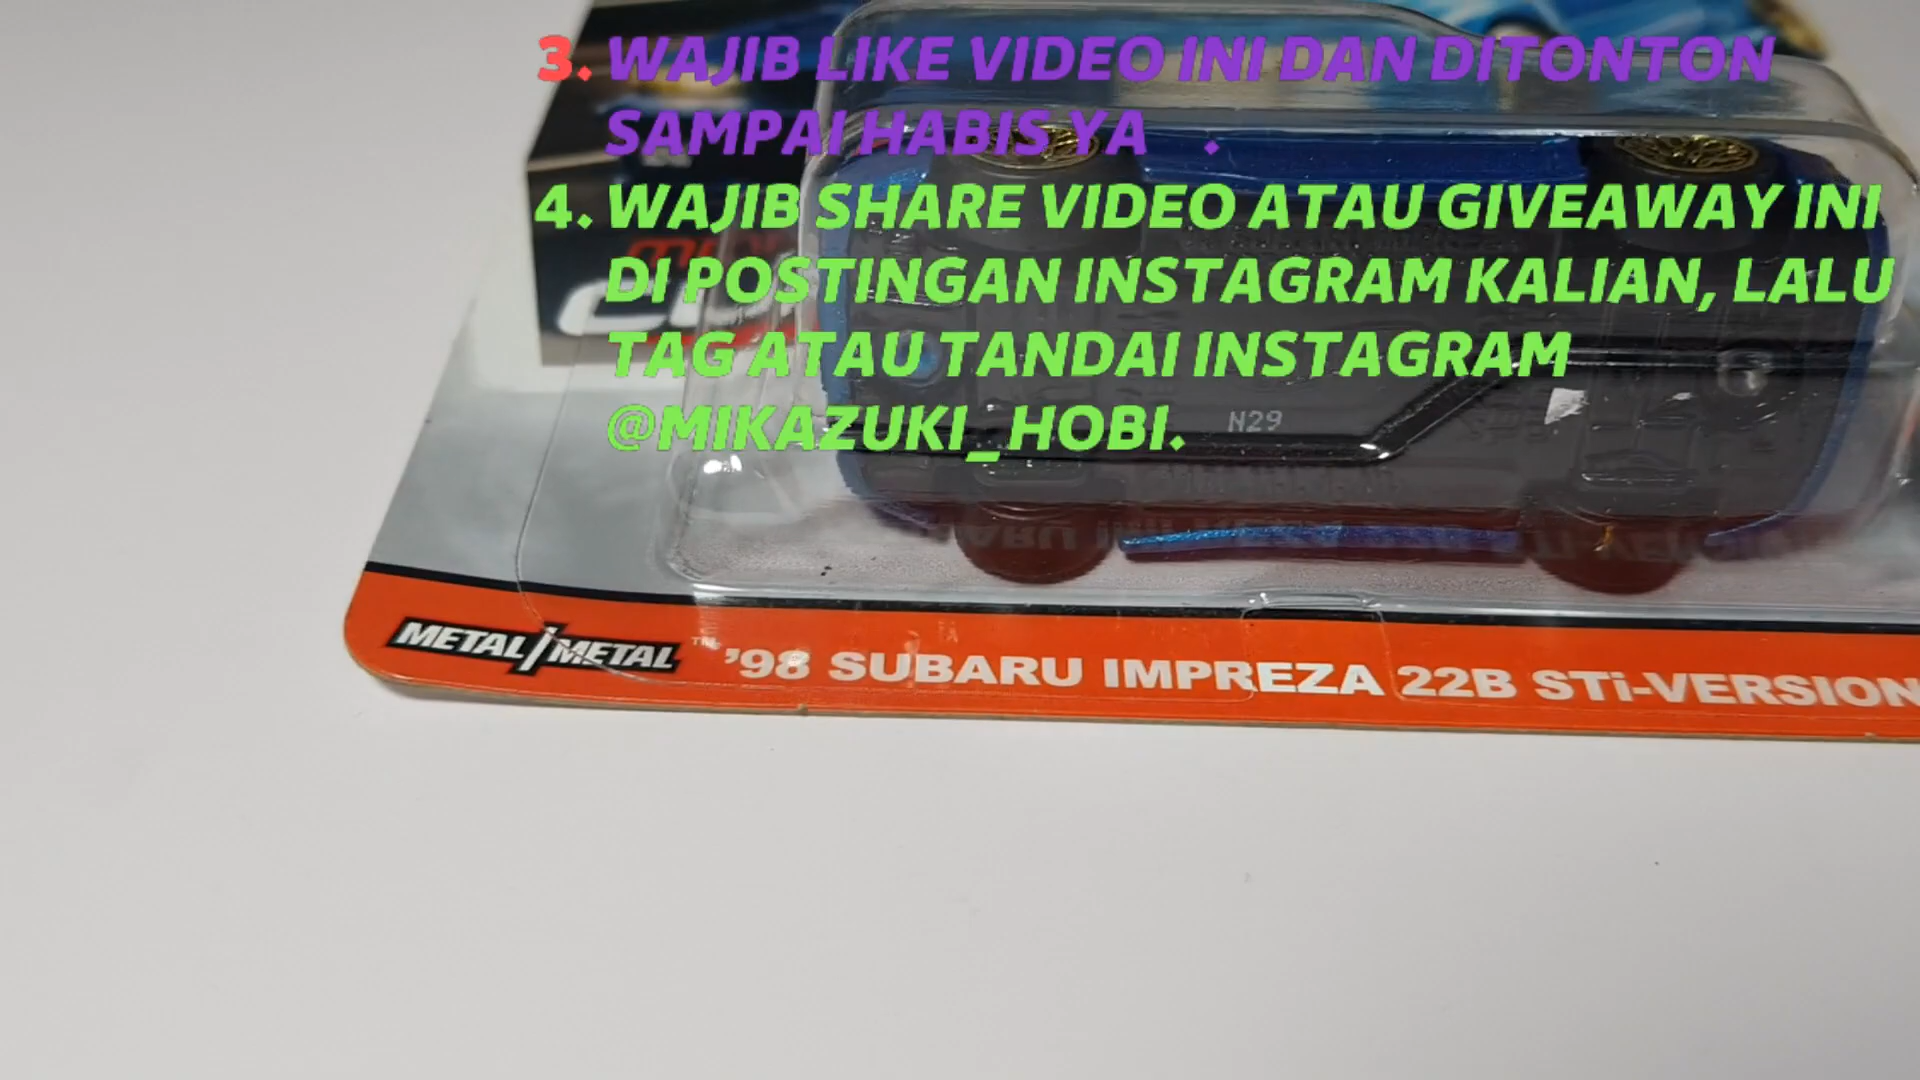 3. WAJIB LIKE VIDEO INI DAN DITONTON
SAMPAI HABIS YA .
4. WAJIB SHARE VIDEO ATAU GIVEAWAY INI
DI POSTINGAN INSTAGRAM KALIAN, LALU
TAG ATAU TANDAI INSTAGRAM
@MIKAZUKI_HOBI.
N29
METAL/METAL™ '98 SUBARU IMPREZA 22B STi-VERSION